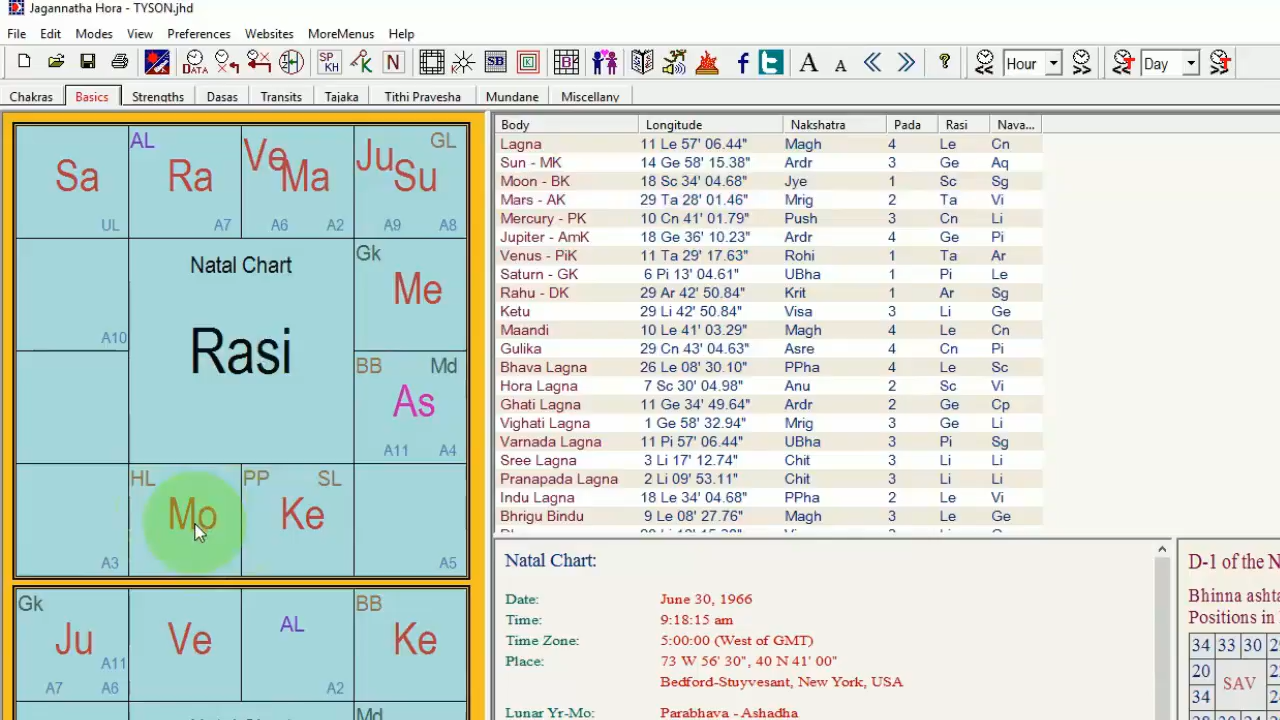 Jagannatha Hora - TYSON.jhd
File Edit Modes View Preferences Websites MoreMenus Help
DATA SP KH N SB K B f t A A ? Hour Day
Chakras Basics Strengths Dasas Transits Tajaka Tithi Pravesha Mundane Miscellany
Sa UL
AL Ra A7
Ve Ma A6 A2
Ju GL Su A9 A8
A10
Natal Chart
Rasi
Gk Me
BB Md
As
A11 A4
A3
HL Mo
PP SL Ke
A5
Gk Ju A11 A7 A6
Ve
AL A2
BB Ke
Md
Body Longitude Nakshatra Pada Rasi Nava...
Lagna 11 Le 57' 06.44" Magh 4 Le Cn
Sun - MK 14 Ge 58' 15.38" Ardr 3 Ge Aq
Moon - BK 18 Sc 34' 04.68" Jye 1 Sc Sg
Mars - AK 29 Ta 28' 01.46" Mrig 2 Ta Vi
Mercury - PK 10 Cn 41' 01.79" Push 3 Cn Li
Jupiter - AmK 18 Ge 36' 10.23" Ardr 4 Ge Pi
Venus - PiK 11 Ta 29' 17.63" Rohi 1 Ta Ar
Saturn - GK 6 Pi 13' 04.61" UBha 1 Pi Le
Rahu - DK 29 Ar 42' 50.84" Krit 1 Ar Sg
Ketu 29 Li 42' 50.84" Visa 3 Li Ge
Maandi 10 Le 41' 03.29" Magh 4 Le Cn
Gulika 29 Cn 43' 04.63" Asre 4 Cn Pi
Bhava Lagna 26 Le 08' 30.10" PPha 4 Le Sc
Hora Lagna 7 Sc 30' 04.98" Anu 2 Sc Vi
Ghati Lagna 11 Ge 34' 49.64" Ardr 2 Ge Cp
Vighati Lagna 1 Ge 58' 32.94" Mrig 3 Ge Li
Varnada Lagna 11 Pi 57' 06.44" UBha 3 Pi Sg
Sree Lagna 3 Li 17' 12.74" Chit 3 Li Li
Pranapada Lagna 2 Li 09' 53.11" Chit 3 Li Li
Indu Lagna 18 Le 34' 04.68" PPha 2 Le Vi
Bhrigu Bindu 9 Le 08' 27.76" Magh 3 Le Ge
Natal Chart:
Date: June 30, 1966
Time: 9:18:15 am
Time Zone: 5:00:00 (West of GMT)
Place: 73 W 56' 30", 40 N 41' 00"
Bedford-Stuyvesant, New York, USA
Lunar Yr-Mo: Parabhava - Ashadha
D-1 of the N
Bhinna ashta
Positions in
34 33 30
20 SAV
34